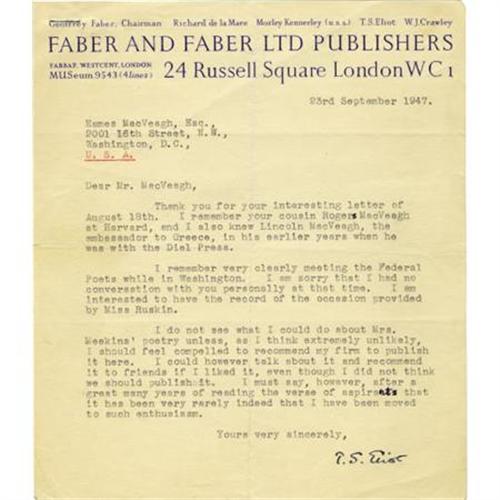 Geoffrey Faber, Chairman Richard de la Mare Morley Kennerley (U.S.A.) T.S.Eliot W.J.Crawley
FABER AND FABER LTD PUBLISHERS
FABBAF, WESTCENT, LONDON
MUSeum 9543 (4 lines) 24 Russell Square London WC1
23rd September 1947.
Eames MacVeagh, Esq.,
2001 16th Street, N.W.,
Washington, D.C.,
U. S. A.
Dear Mr. MacVeagh,
Thank you for your interesting letter of
August 18th. I remember your cousin Rogers MacVeagh
at Harvard, and I also knew Lincoln MacVeagh, the
ambassador to Greece, in his earlier years when he
was with the Dial Press.
I remember very clearly meeting the Federal
Poets while in Washington. I am sorry that I had no
conversation with you personally at that time. I am
interested to have the record of the occasion provided
by Miss Ruskin.
I do not see what I could do about Mrs.
Meekins' poetry unless, as I think extremely unlikely,
I should feel compelled to recommend my firm to publish
it here. I could however talk about it and recommend
it to friends if I liked it, even though I did not think
we should publish it. I must say, however, after a
great many years of reading the verse of aspirants that
it has been very rarely indeed that I have been moved
to such enthusiasm.
Yours very sincerely,
T. S. Eliot